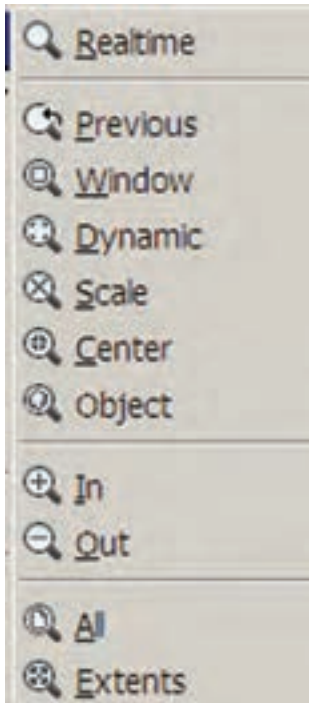 Realtime
Previous
Window
Dynamic
Scale
Center
Object
In
Out
All
Extents